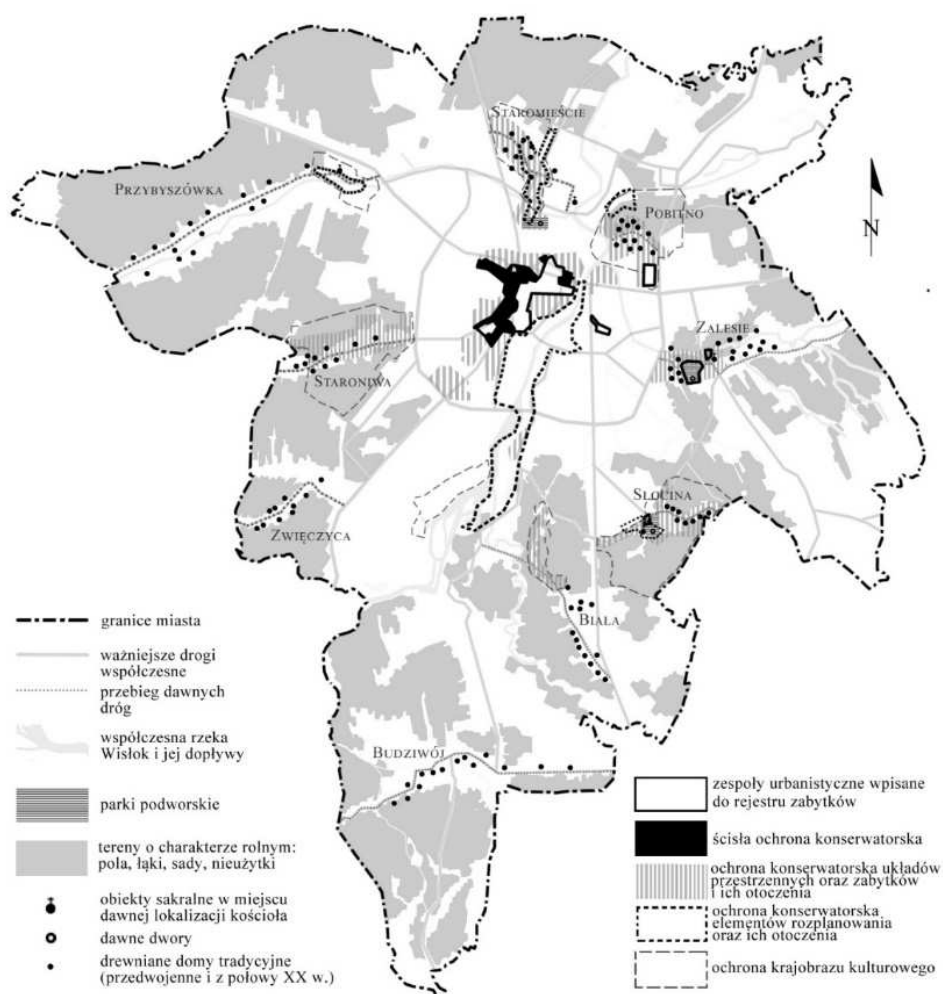 STAROMIEŚCIE
PRZYBYSZÓWKA
POBITNO
N
ZALESIE
STARONIWA
SŁOCINA
ZWIĘCZYCA
BIAŁA
BUDZIWÓJ
granice miasta
ważniejsze drogi
współczesne
przebieg dawnych
dróg
współczesna rzeka
Wisłok i jej dopływy
parki podworskie
tereny o charakterze rolnym:
pola, łąki, sady, nieużytki
obiekty sakralne w miejscu
dawnej lokalizacji kościoła
dawne dwory
drewniane domy tradycyjne
(przedwojenne i z połowy XX w.)
zespoły urbanistyczne wpisane
do rejestru zabytków
ścisła ochrona konserwatorska
ochrona konserwatorska układów
przestrzennych oraz zabytków
i ich otoczenia
ochrona konserwatorska
elementów rozplanowania
oraz ich otoczenia
ochrona krajobrazu kulturowego